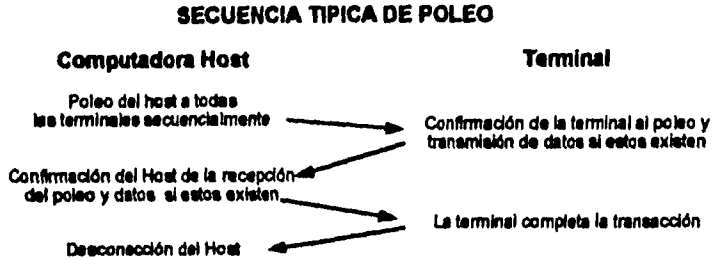 SECUENCIA TIPICA DE POLEO
Computadora Host
Terminal
Poleo del host a todas
las terminales secuencialmente
Confirmación de la terminal al poleo y
transmisión de datos si estos existen
Confirmación del Host de la recepción
del poleo y datos si estos existen
La terminal completa la transacción
Desconección del Host